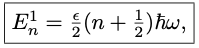 $E_n^1 = \frac{\epsilon}{2}(n + \frac{1}{2})\hbar\omega,$